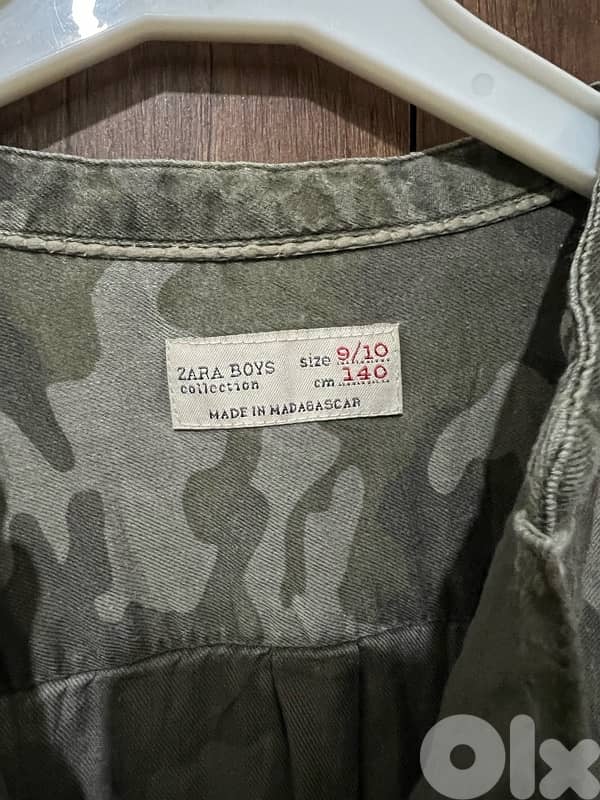 ZARA BOYS
collection
size 9/10
cm 140
MADE IN MADAGASCAR
Olx